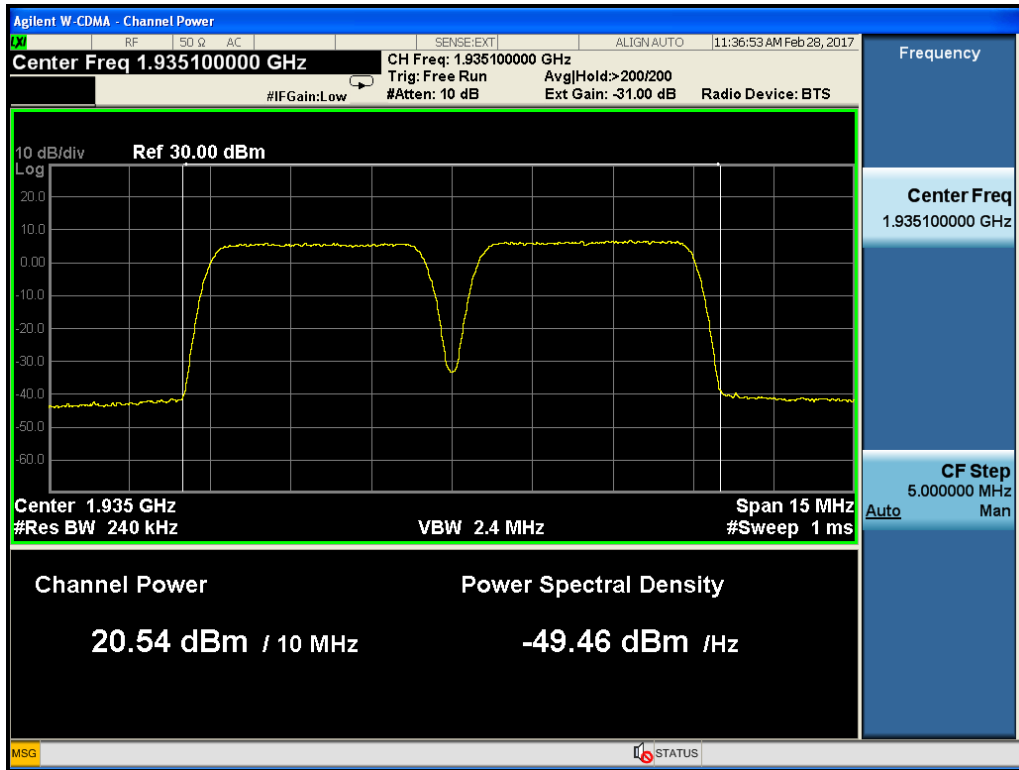 Agilent W-CDMA - Channel Power
LXI RF 50 Ω AC SENSE:EXT ALIGN AUTO 11:36:53 AM Feb 28, 2017
Center Freq 1.935100000 GHz
CH Freq: 1.935100000 GHz
Trig: Free Run Avg|Hold:>200/200
#IFGain:Low #Atten: 10 dB Ext Gain: -31.00 dB Radio Device: BTS
10 dB/div Ref 30.00 dBm
Log
20.0
10.0
0.00
-10.0
-20.0
-30.0
-40.0
-50.0
-60.0
Center 1.935 GHz Span 15 MHz
#Res BW 240 kHz VBW 2.4 MHz #Sweep 1 ms
Channel Power Power Spectral Density
20.54 dBm / 10 MHz -49.46 dBm /Hz
MSG STATUS
Frequency
Center Freq
1.935100000 GHz
CF Step
5.000000 MHz
Auto Man